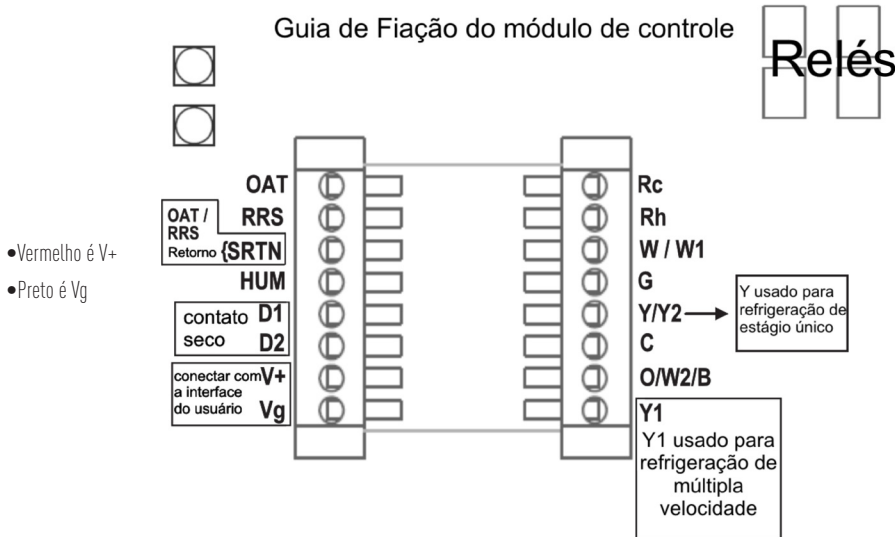 Guia de Fiação do módulo de controle
Relés
•Vermelho é V+
•Preto é Vg
OAT
OAT /
RRS
RRS
Retorno {SRTN
HUM
contato D1
seco D2
conectar com V+
a interface
do usuário Vg
Rc
Rh
W / W1
G
Y/Y2
Y usado para
refrigeração de
estágio único
C
O/W2/B
Y1
Y1 usado para
refrigeração de
múltipla
velocidade